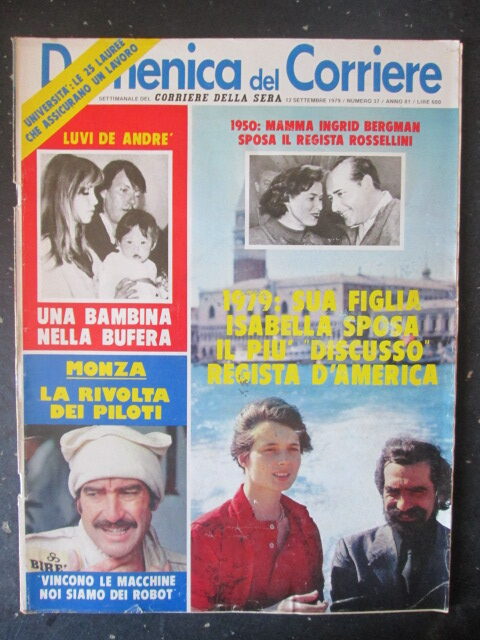 Domenica del Corriere
SETTIMANALE DEL CORRIERE DELLA SERA 12 SETTEMBRE 1979 / NUMERO 37 / ANNO 81 / LIRE 600
UNIVERSITA': LE 25 LAUREE
CHE ASSICURANO UN LAVORO
LUVI DE ANDRE'
UNA BAMBINA
NELLA BUFERA
1950: MAMMA INGRID BERGMAN
SPOSA IL REGISTA ROSSELLINI
1979: SUA FIGLIA
ISABELLA SPOSA
IL PIU' "DISCUSSO"
REGISTA D'AMERICA
MONZA
LA RIVOLTA
DEI PILOTI
BIRE'
"VINCONO LE MACCHINE
NOI SIAMO DEI ROBOT"